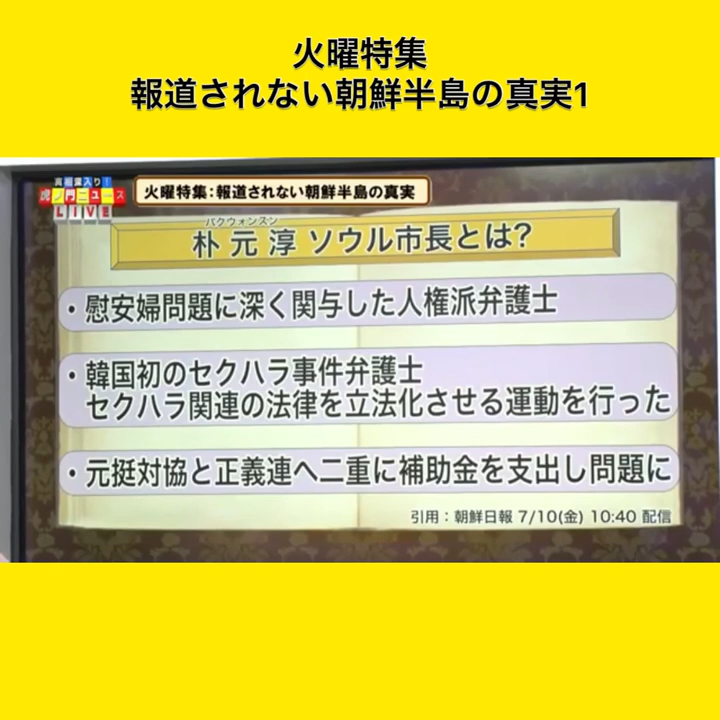 火曜特集
報道されない朝鮮半島の真実1
真相深入り!
虎ノ門ニュース
LIVE
火曜特集:報道されない朝鮮半島の真実
パクウォンスン
朴元淳 ソウル市長とは?
・慰安婦問題に深く関与した人権派弁護士
・韓国初のセクハラ事件弁護士
セクハラ関連の法律を立法化させる運動を行った
・元挺対協と正義連へ二重に補助金を支出し問題に
引用:朝鮮日報 7/10(金) 10:40 配信